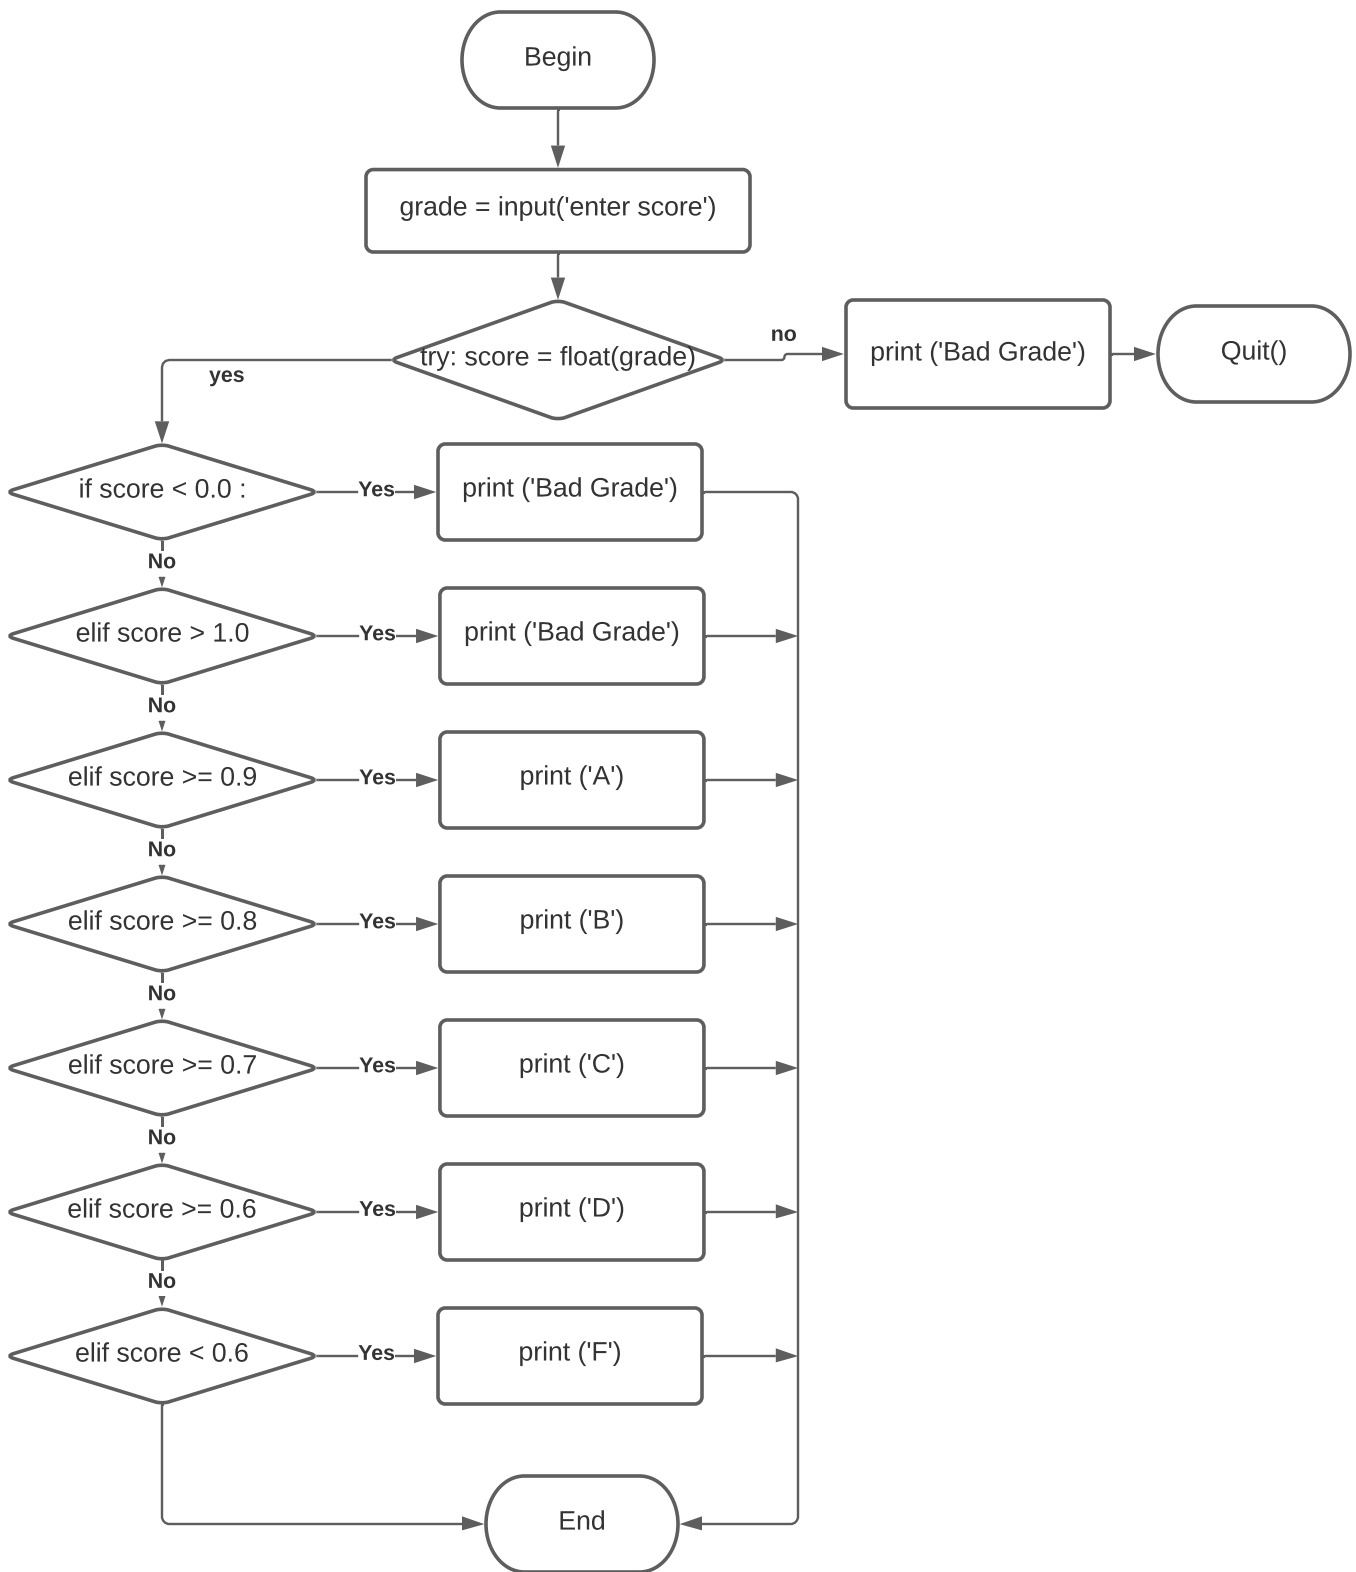 Begin
grade = input('enter score')
try: score = float(grade)
no
print ('Bad Grade')
Quit()
yes
if score < 0.0 :
Yes
print ('Bad Grade')
No
elif score > 1.0
Yes
print ('Bad Grade')
No
elif score >= 0.9
Yes
print ('A')
No
elif score >= 0.8
Yes
print ('B')
No
elif score >= 0.7
Yes
print ('C')
No
elif score >= 0.6
Yes
print ('D')
No
elif score < 0.6
Yes
print ('F')
End